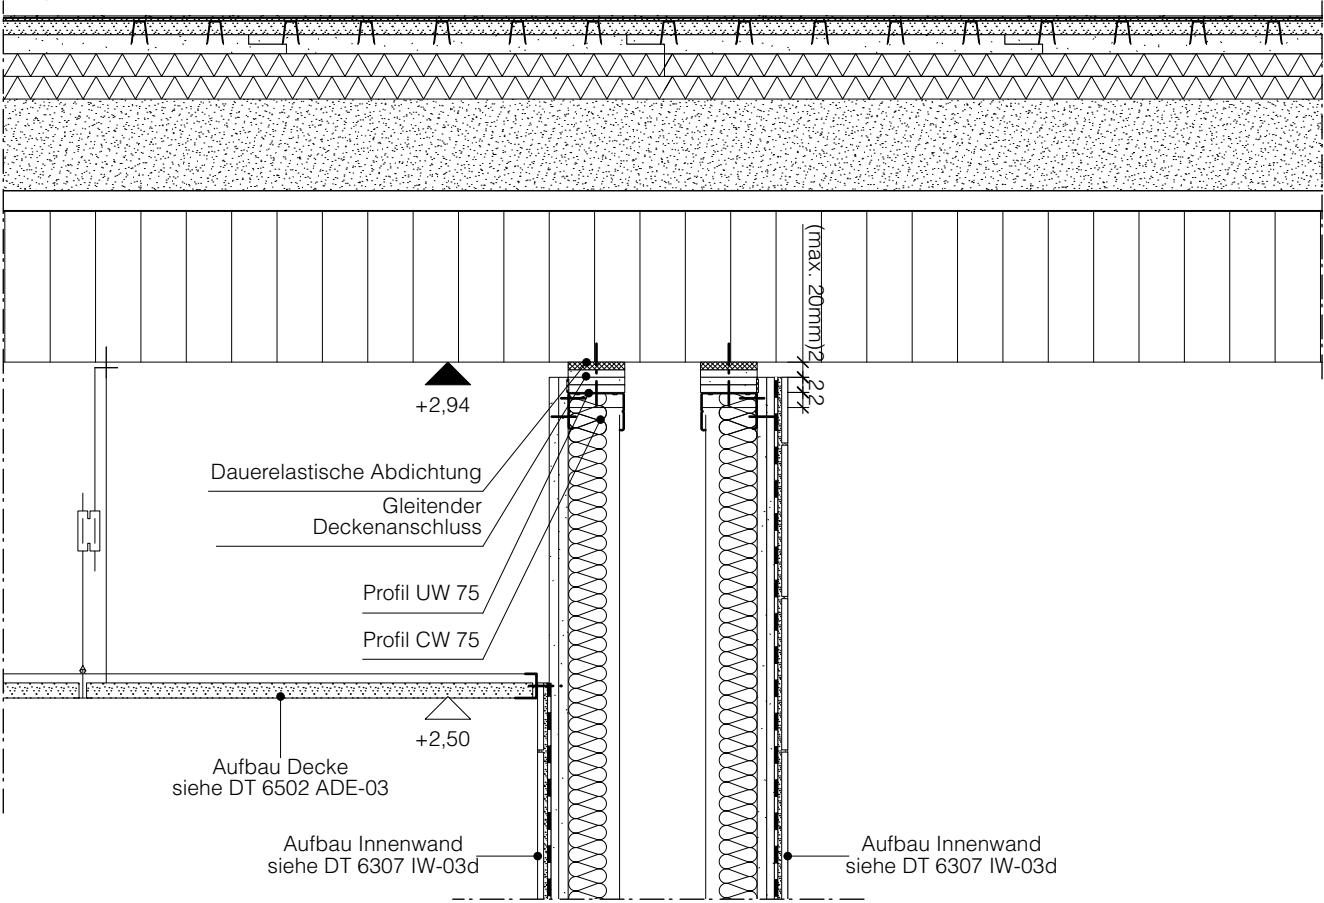 (max. 20mm)2
2
2
+2,94
Dauerelastische Abdichtung
Gleitender
Deckenanschluss
Profil UW 75
Profil CW 75
+2,50
Aufbau Decke
siehe DT 6502 ADE-03
Aufbau Innenwand
siehe DT 6307 IW-03d
Aufbau Innenwand
siehe DT 6307 IW-03d